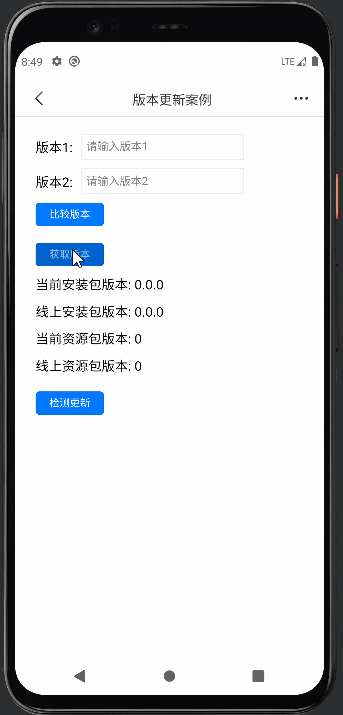 8:49 LTE
版本更新案例
版本1: 请输入版本1
版本2: 请输入版本2
比较版本
获取版本
当前安装包版本: 0.0.0
线上安装包版本: 0.0.0
当前资源包版本: 0
线上资源包版本: 0
检测更新